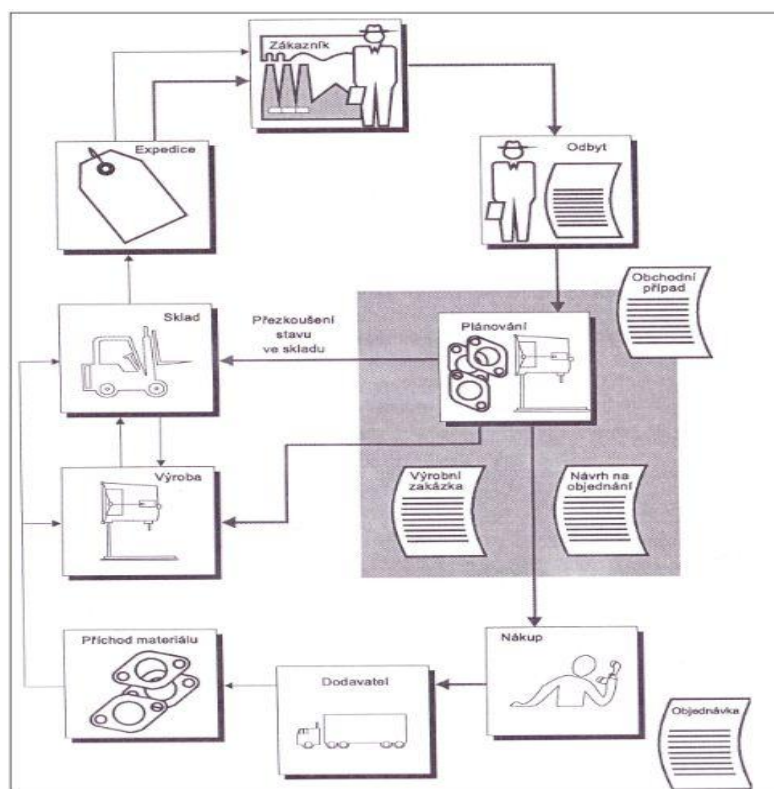 Zákazník
Expedice
Odbyt
Obchodní
případ
Sklad
Přezkoušení
stavu
ve skladu
Plánování
Výroba
Výrobní
zakázka
Návrh na
objednání
Příchod materiálu
Nákup
Dodavatel
Objednávka